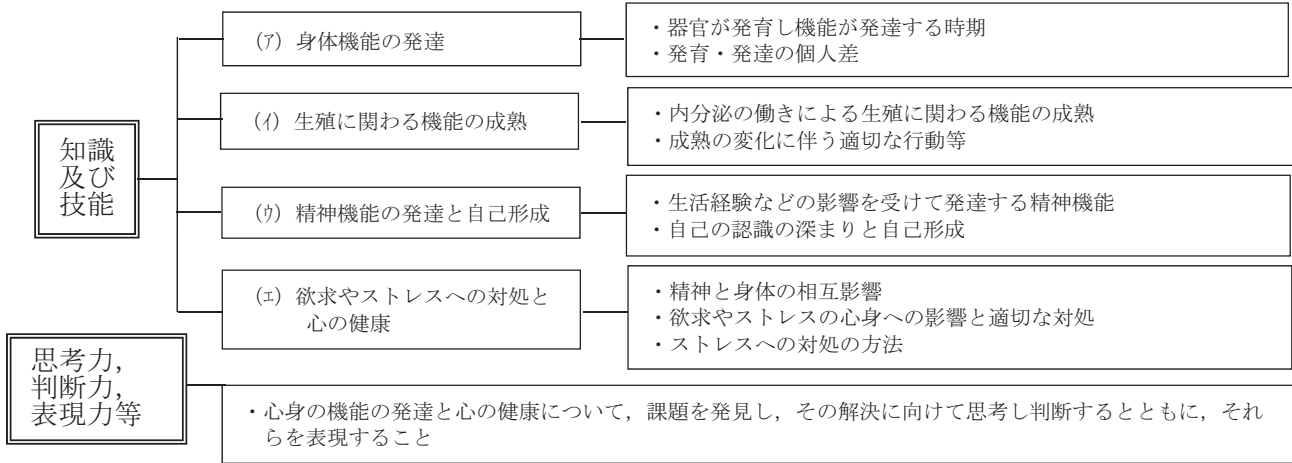 知識
及び
技能
(ｱ) 身体機能の発達
・器官が発育し機能が発達する時期
・発育・発達の個人差
(ｲ) 生殖に関わる機能の成熟
・内分泌の働きによる生殖に関わる機能の成熟
・成熟の変化に伴う適切な行動等
(ｳ) 精神機能の発達と自己形成
・生活経験などの影響を受けて発達する精神機能
・自己の認識の深まりと自己形成
(ｴ) 欲求やストレスへの対処と
心の健康
・精神と身体の相互影響
・欲求やストレスの心身への影響と適切な対処
・ストレスへの対処の方法
思考力，
判断力，
表現力等
・心身の機能の発達と心の健康について，課題を発見し，その解決に向けて思考し判断するとともに，それ
らを表現すること